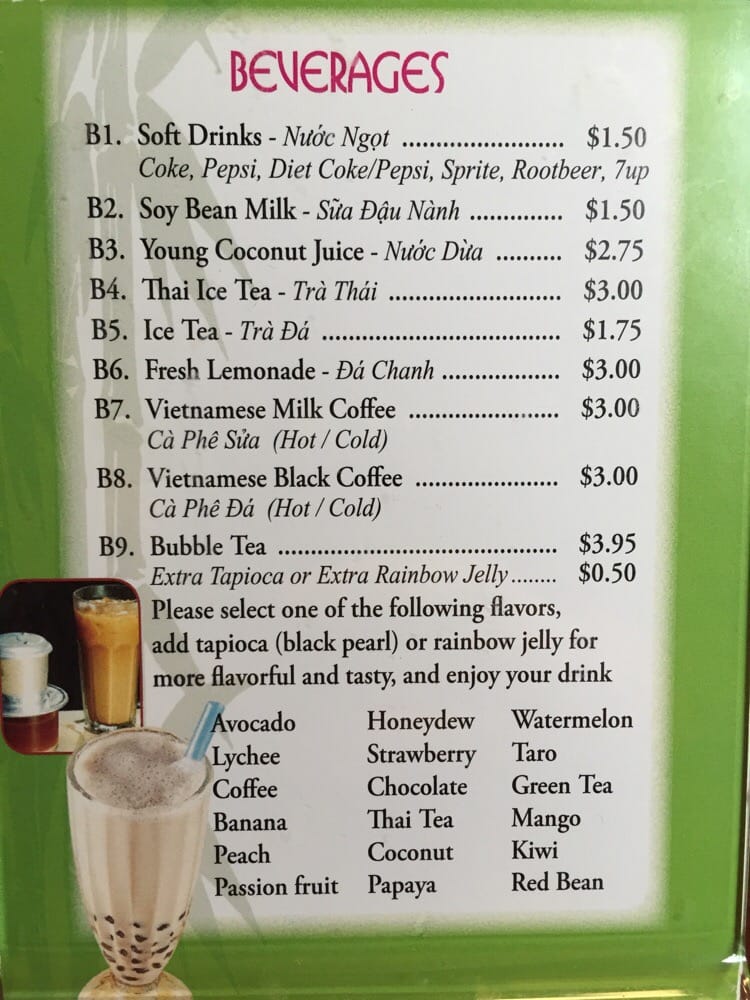 BEVERAGES
B1. Soft Drinks - Nước Ngọt ........................ $1.50
Coke, Pepsi, Diet Coke/Pepsi, Sprite, Rootbeer, 7up
B2. Soy Bean Milk - Sữa Đậu Nành .............. $1.50
B3. Young Coconut Juice - Nước Dừa .......... $2.75
B4. Thai Ice Tea - Trà Thái .......................... $3.00
B5. Ice Tea - Trà Đá .................................... $1.75
B6. Fresh Lemonade - Đá Chanh .................. $3.00
B7. Vietnamese Milk Coffee ....................... $3.00
Cà Phê Sửa (Hot / Cold)
B8. Vietnamese Black Coffee ...................... $3.00
Cà Phê Đá (Hot / Cold)
B9. Bubble Tea .......................................... $3.95
Extra Tapioca or Extra Rainbow Jelly........ $0.50
Please select one of the following flavors,
add tapioca (black pearl) or rainbow jelly for
more flavorful and tasty, and enjoy your drink
Avocado Honeydew Watermelon
Lychee Strawberry Taro
Coffee Chocolate Green Tea
Banana Thai Tea Mango
Peach Coconut Kiwi
Passion fruit Papaya Red Bean